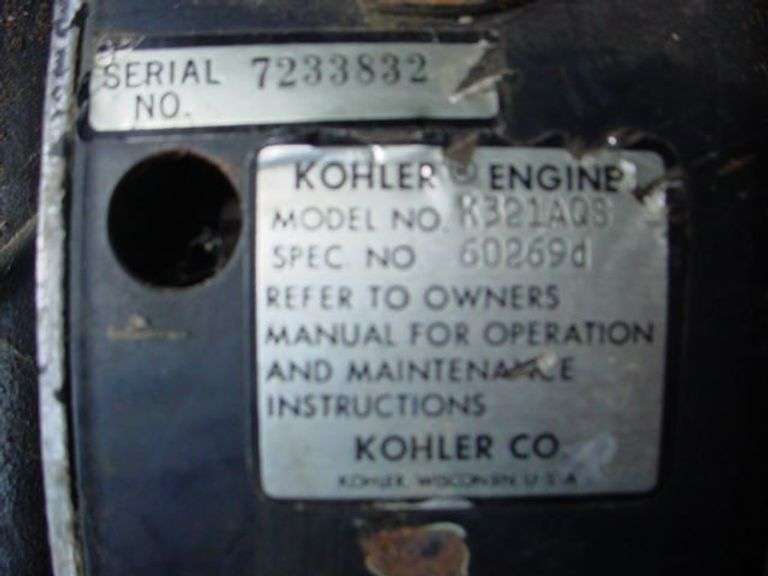 SERIAL NO. 7233832
KOHLER ® ENGINE
MODEL NO. K321AQS
SPEC NO 60269d
REFER TO OWNERS
MANUAL FOR OPERATION
AND MAINTENANCE
INSTRUCTIONS
KOHLER CO.
KOHLER, WISCONSIN, U.S.A.